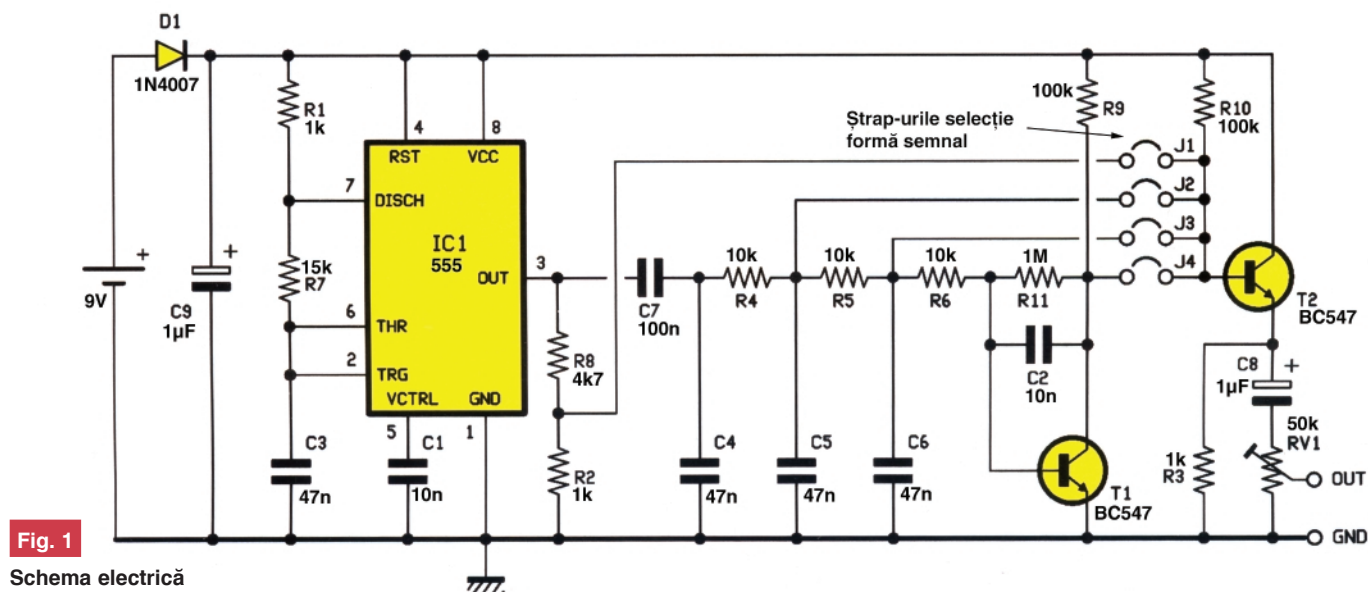 D1
1N4007
R1
1k
4
8
RST
VCC
7
DISCH
IC1
555
OUT
3
15k
R7
6
THR
2
TRG
VCTRL
GND
5
1
+
9V
C9
1µF
+
C3
47n
C1
10n
R8
4k7
R2
1k
C7
100n
10k
R4
10k
R5
10k
R6
1M
R11
C2
10n
C4
47n
C5
47n
C6
47n
T1
BC547
100k
R9
R10
100k
Ștrap-urile selecție
formă semnal
J1
J2
J3
J4
T2
BC547
C8
1µF
+
50k
RV1
1k
R3
OUT
GND
Fig. 1
Schema electrică